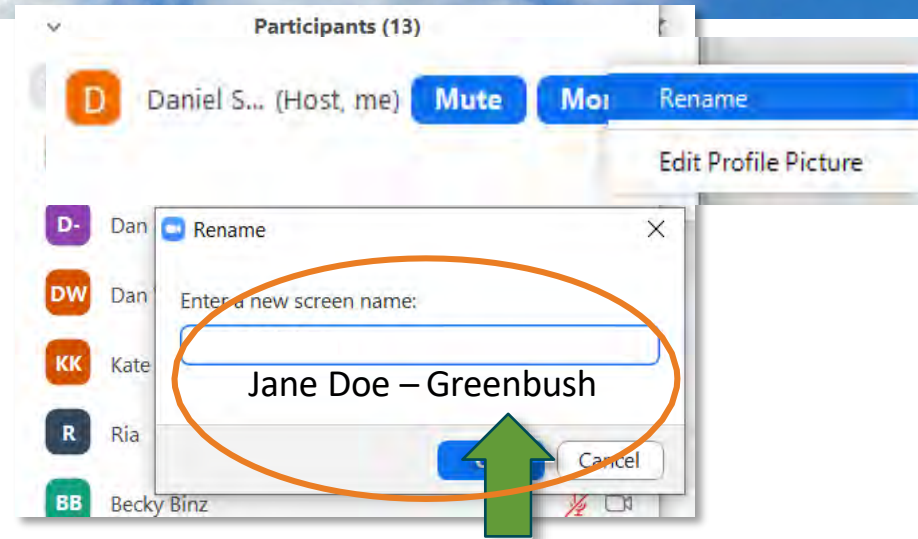 Participants (13)
D Daniel S... (Host, me) Mute Mor
Rename
Edit Profile Picture
D- Dan
Rename
DW Dan
Enter a new screen name:
KK Kate
Jane Doe – Greenbush
R Ria
Cancel
BB Becky Binz